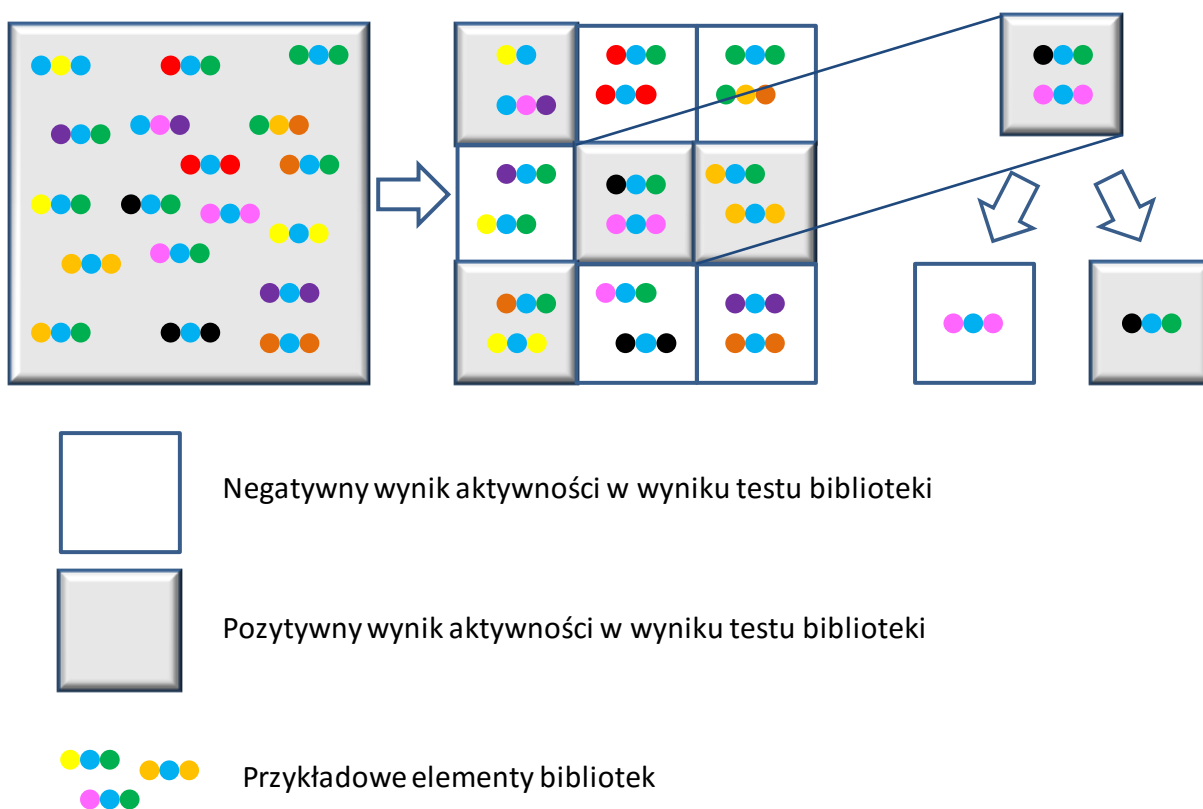 Negatywny wynik aktywności w wyniku testu biblioteki
Pozytywny wynik aktywności w wyniku testu biblioteki
Przykładowe elementy bibliotek